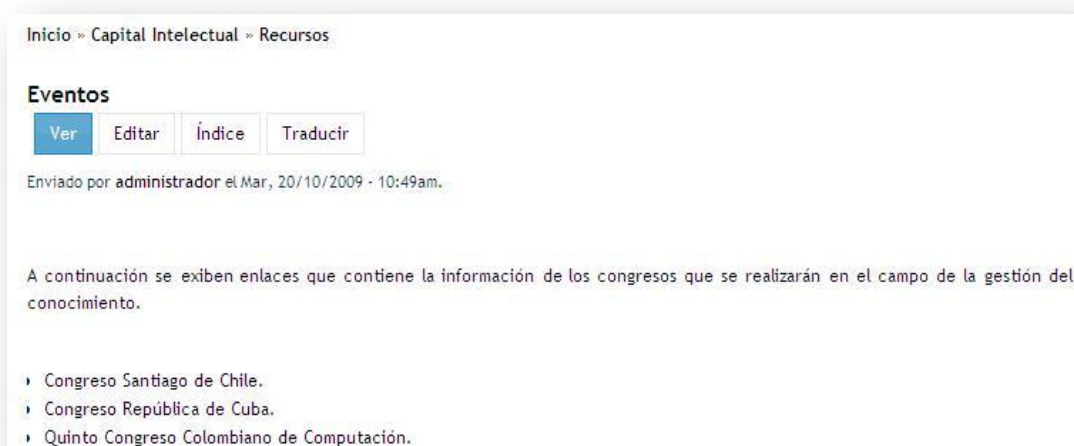 Inicio » Capital Intelectual » Recursos
Eventos
Ver Editar Índice Traducir
Enviado por administrador el Mar, 20/10/2009 - 10:49am.
A continuación se exiben enlaces que contiene la información de los congresos que se realizarán en el campo de la gestión del
conocimiento.
Congreso Santiago de Chile.
Congreso República de Cuba.
Quinto Congreso Colombiano de Computación.